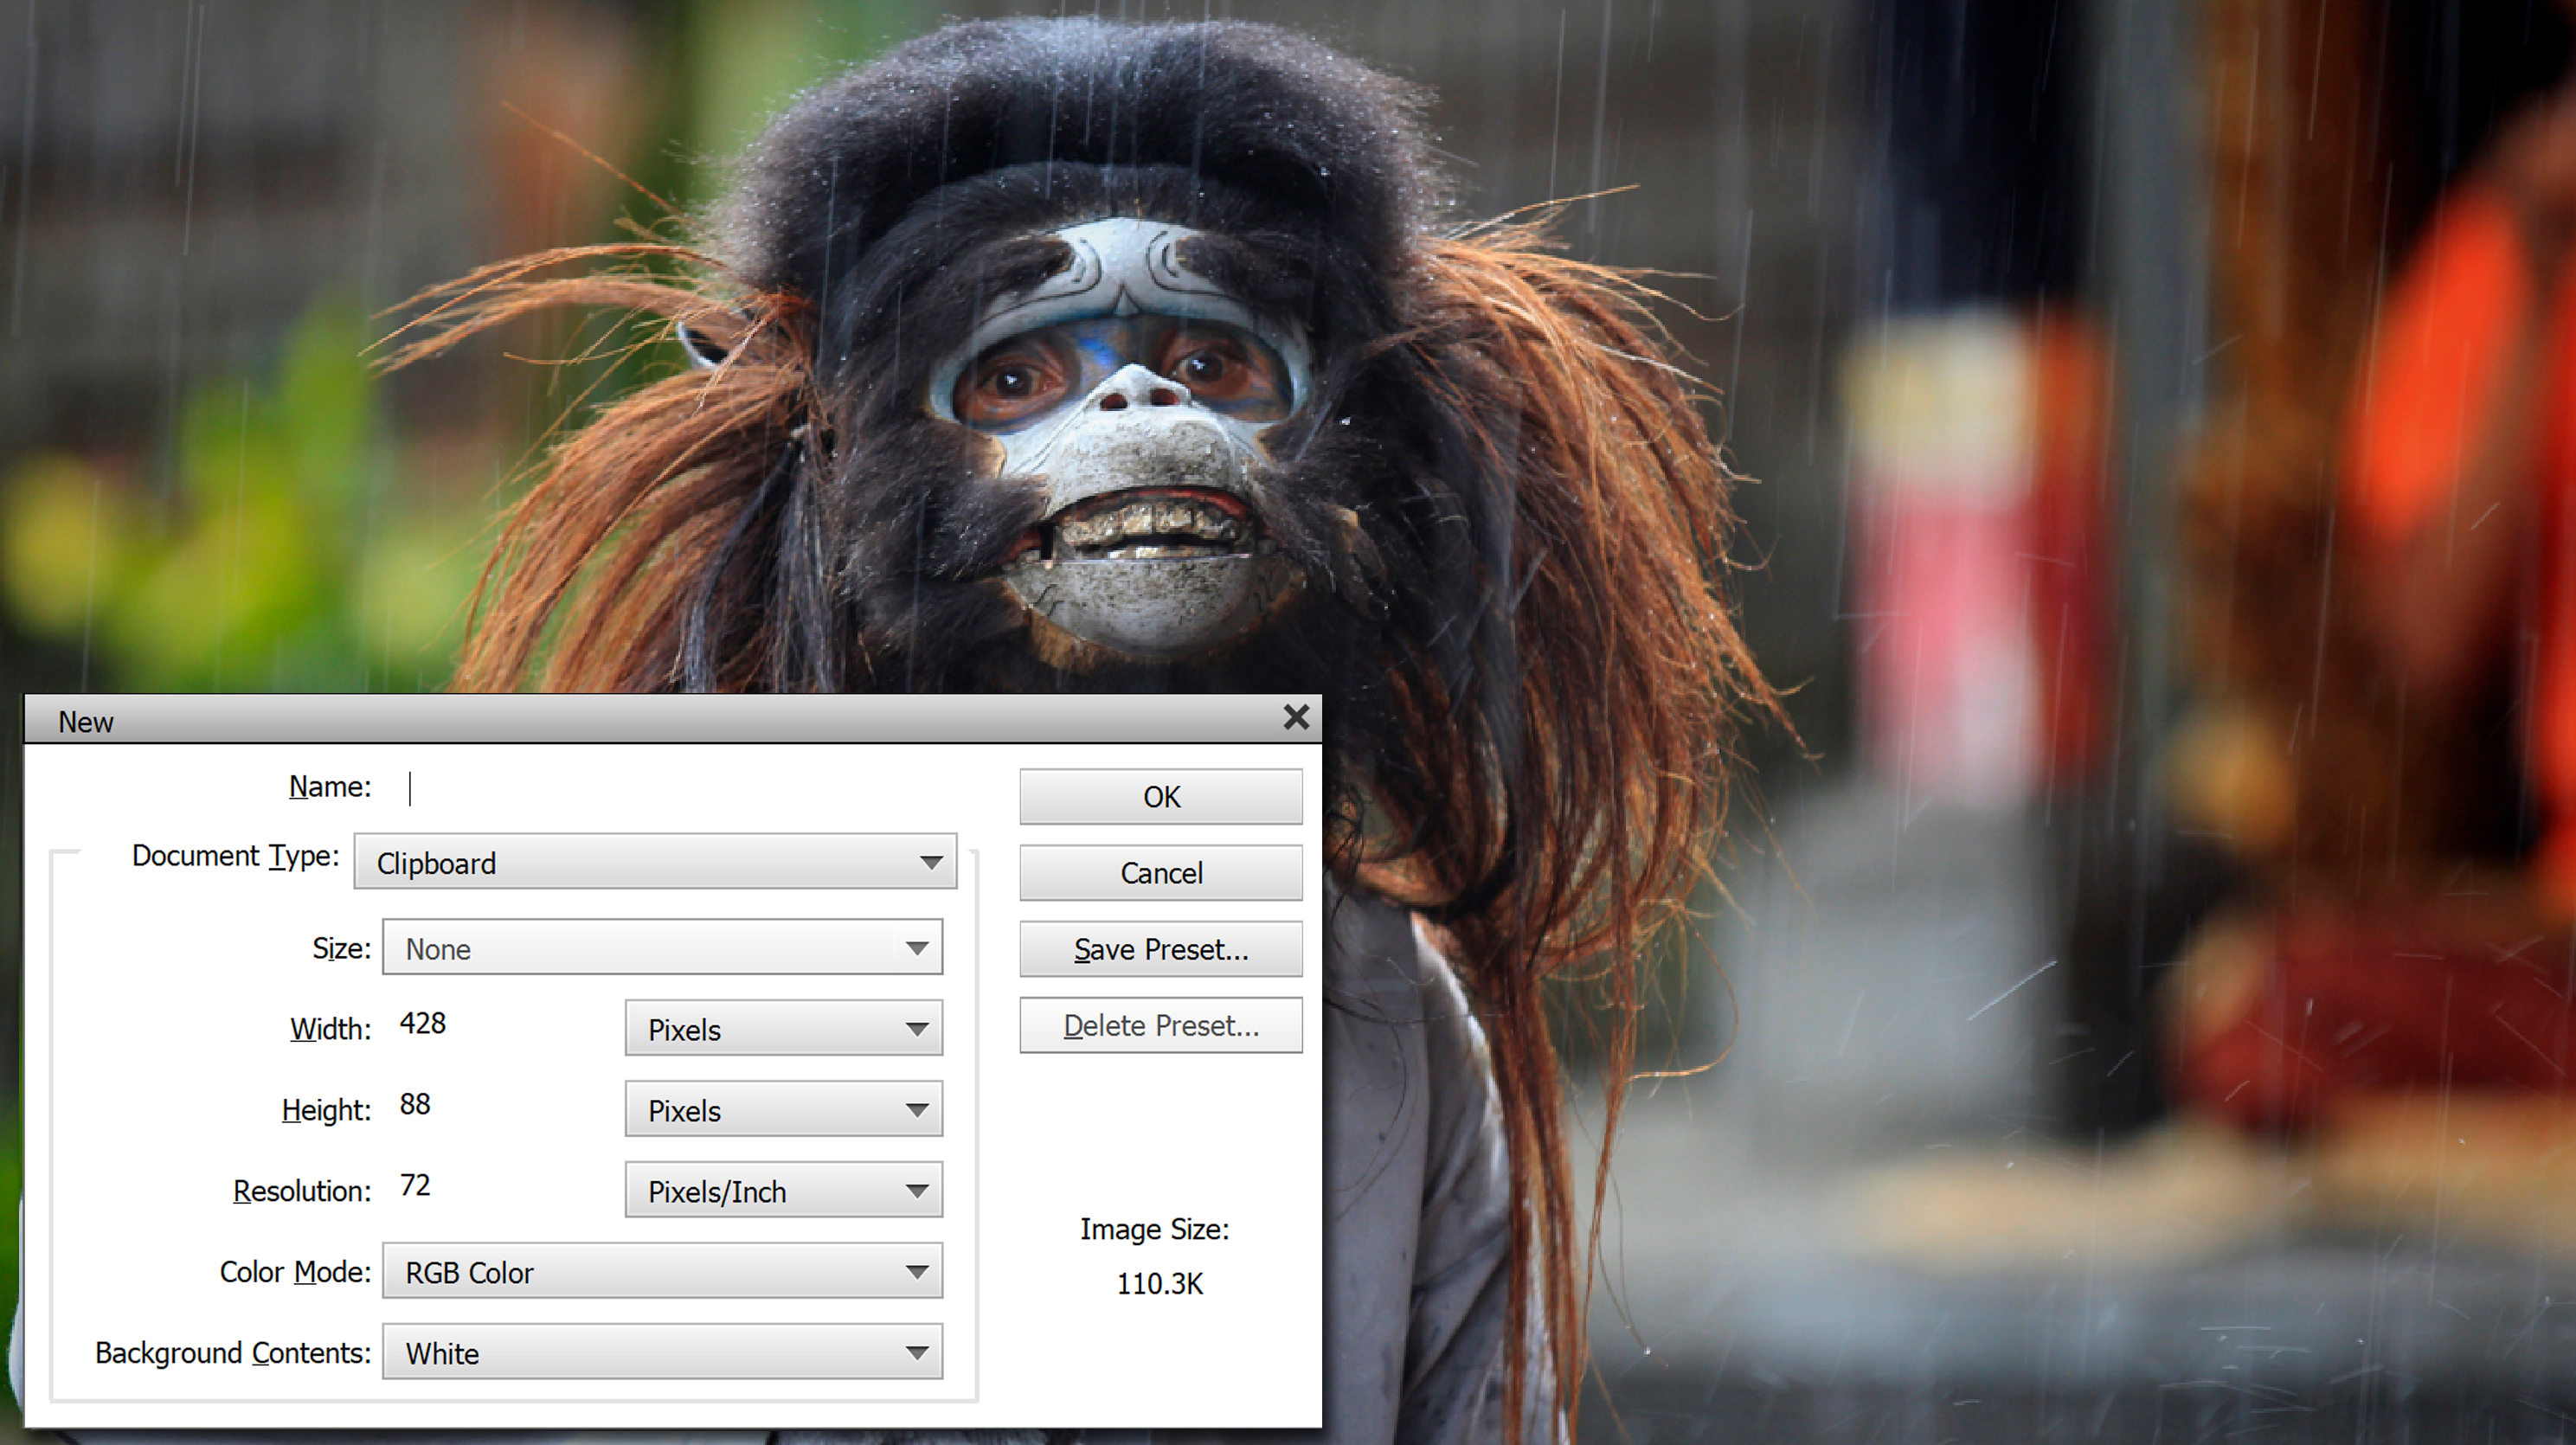 New
Name:
Document Type: Clipboard
Size: None
Width: 428 Pixels
Height: 88 Pixels
Resolution: 72 Pixels/Inch
Color Mode: RGB Color
Background Contents: White
OK
Cancel
Save Preset...
Delete Preset...
Image Size:
110.3K